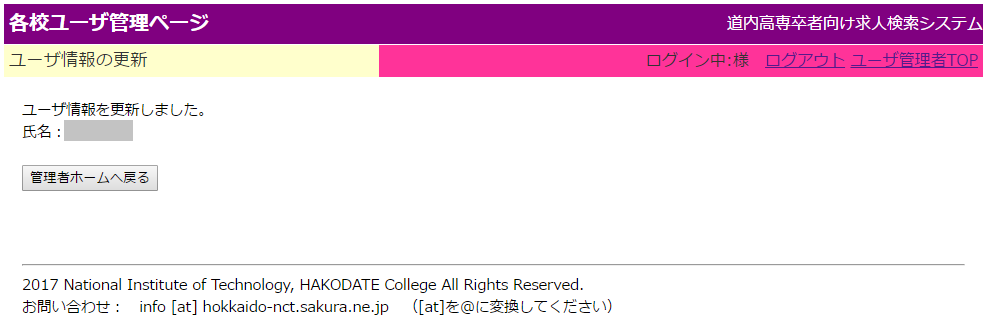 各校ユーザ管理ページ 道内高専卒者向け求人検索システム
ユーザ情報の更新 ログイン中:様 ログアウト ユーザ管理者TOP
ユーザ情報を更新しました。
氏名：
管理者ホームへ戻る
2017 National Institute of Technology, HAKODATE College All Rights Reserved.
お問い合わせ： info [at] hokkaido-nct.sakura.ne.jp （[at]を@に変換してください）